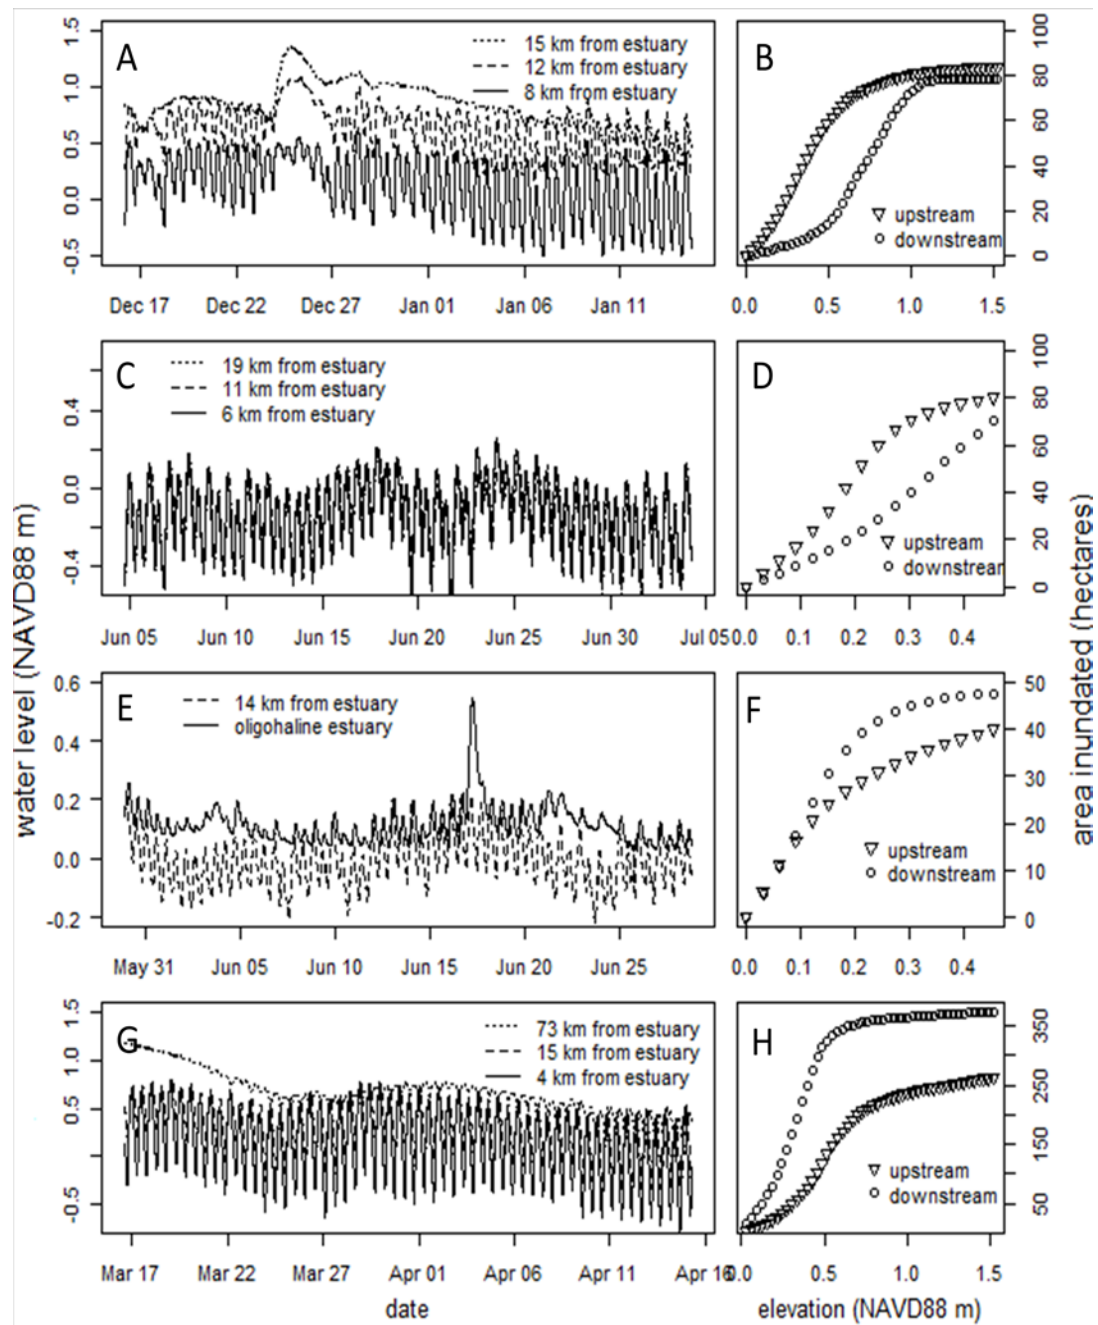 A
15 km from estuary
12 km from estuary
8 km from estuary
1.5
1.0
0.5
0.0
-0.5
Dec 17 Dec 22 Dec 27 Jan 01 Jan 06 Jan 11
B
upstream
downstream
100
80
60
40
20
0
0.0 0.5 1.0 1.5
C
19 km from estuary
11 km from estuary
6 km from estuary
0.4
0.0
-0.4
Jun 05 Jun 10 Jun 15 Jun 20 Jun 25 Jun 30 Jul 05
D
upstream
downstrear
100
80
60
40
20
0
0.0 0.1 0.2 0.3 0.4
water level (NAVD88 m)
area inundated (hectares)
E
14 km from estuary
oligohaline estuary
0.6
0.4
0.2
0.0
-0.2
May 31 Jun 05 Jun 10 Jun 15 Jun 20 Jun 25
F
upstream
downstream
50
40
30
20
10
0
0.0 0.1 0.2 0.3 0.4
G
73 km from estuary
15 km from estuary
4 km from estuary
1.5
1.0
0.5
-0.5
Mar 17 Mar 22 Mar 27 Apr 01 Apr 06 Apr 11 Apr 16
date
H
upstream
downstream
350
250
150
50
0.0 0.5 1.0 1.5
elevation (NAVD88 m)